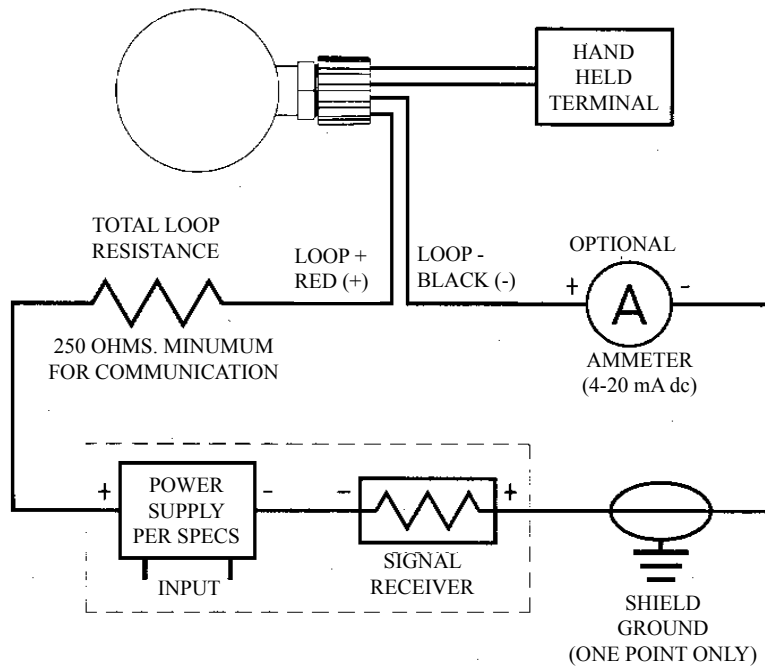 HAND
HELD
TERMINAL
TOTAL LOOP
RESISTANCE
LOOP +
RED (+)
LOOP -
BLACK (-)
OPTIONAL
+
A
-
250 OHMS. MINUMUM
FOR COMMUNICATION
AMMETER
(4-20 mA dc)
+
POWER
SUPPLY
PER SPECS
-
-
+
INPUT
SIGNAL
RECEIVER
SHIELD
GROUND
(ONE POINT ONLY)